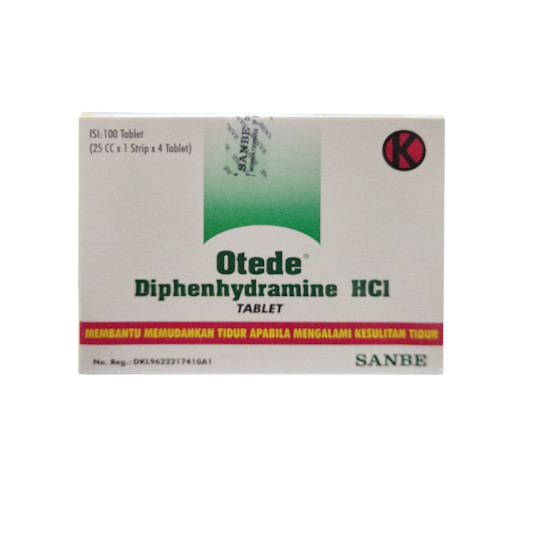 ISI: 100 Tablet
(25 CC x 1 Strip x 4 Tablet)
SANBE
K
Otede®
Diphenhydramine HCl
TABLET
MEMBANTU MEMUDAHKAN TIDUR APABILA MENGALAMI KESULITAN TIDUR
No. Reg.: DKL9622217410A1
SANBE